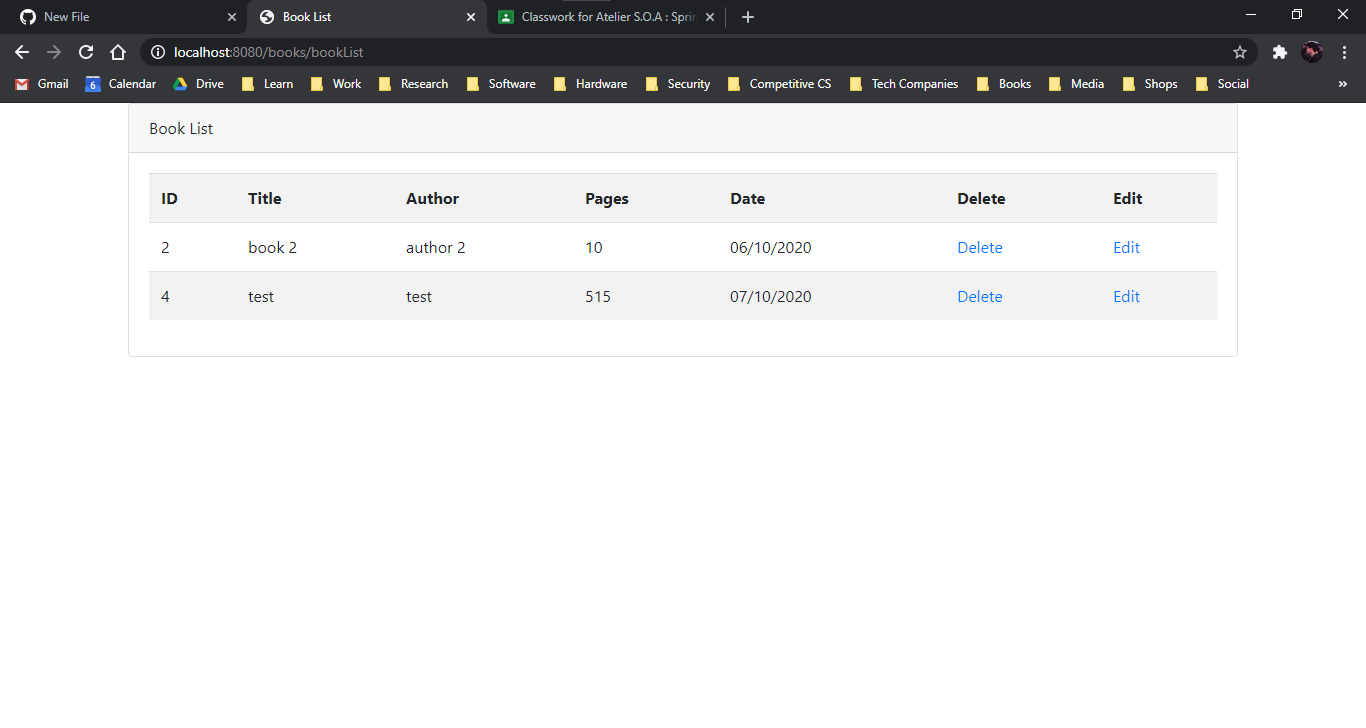 New File Book List Classwork for Atelier S.O.A : Sprin
localhost:8080/books/bookList
Gmail 6 Calendar Drive Learn Work Research Software Hardware Security Competitive CS Tech Companies Books Media Shops Social »
Book List
ID Title Author Pages Date Delete Edit
2 book 2 author 2 10 06/10/2020 Delete Edit
4 test test 515 07/10/2020 Delete Edit